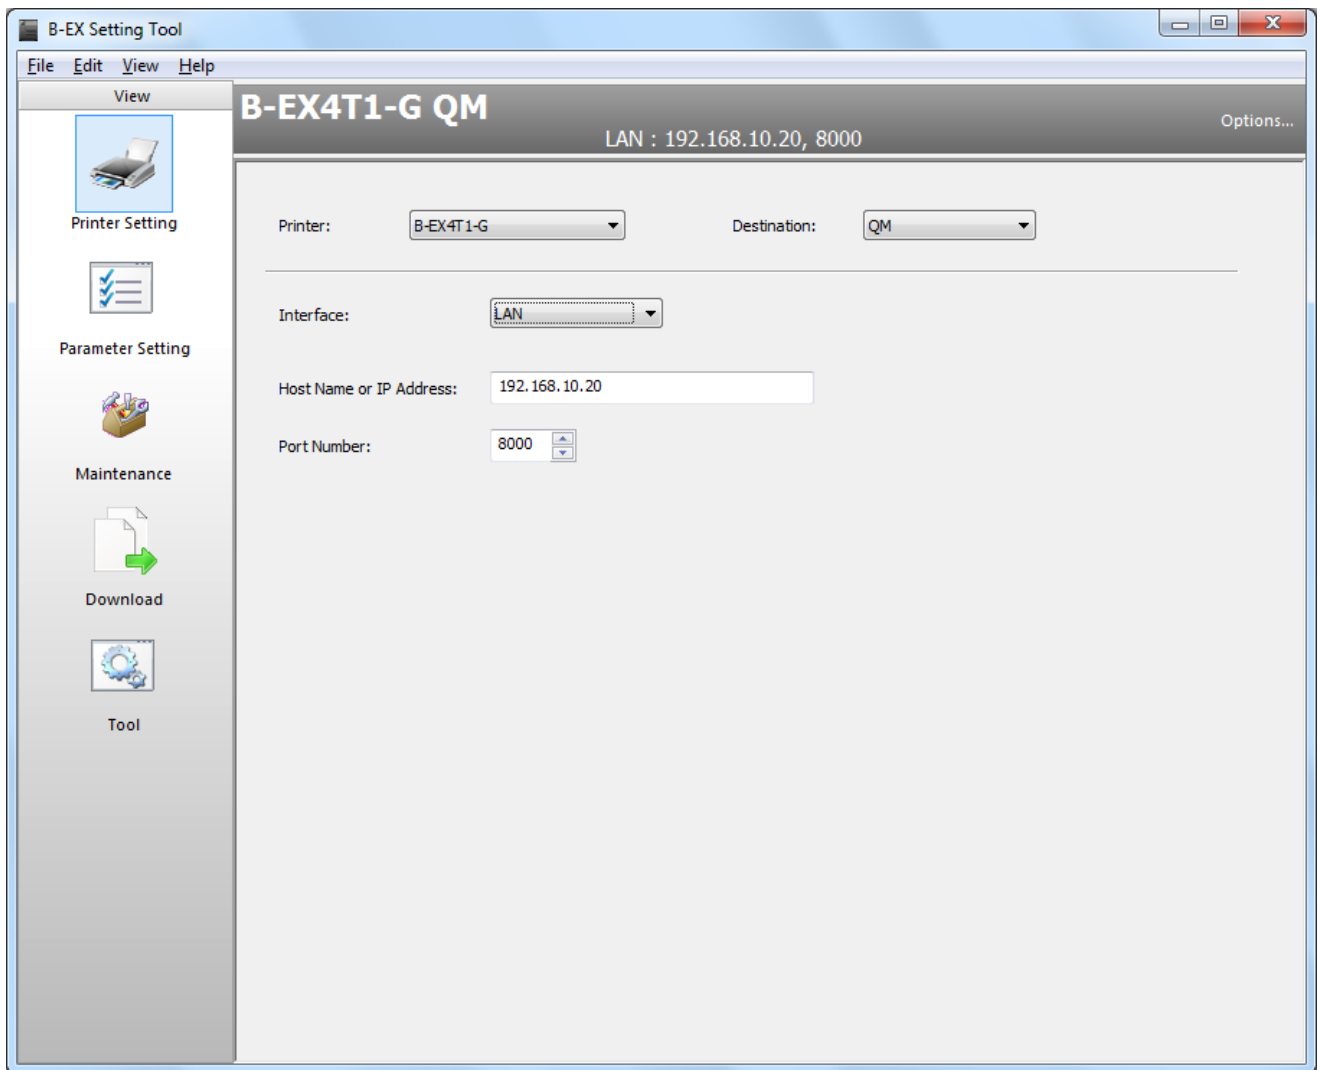 B-EX Setting Tool
File Edit View Help
View
B-EX4T1-G QM
LAN : 192.168.10.20, 8000
Options...
Printer Setting
Parameter Setting
Maintenance
Download
Tool
Printer: B-EX4T1-G Destination: QM
Interface: LAN
Host Name or IP Address: 192.168.10.20
Port Number: 8000